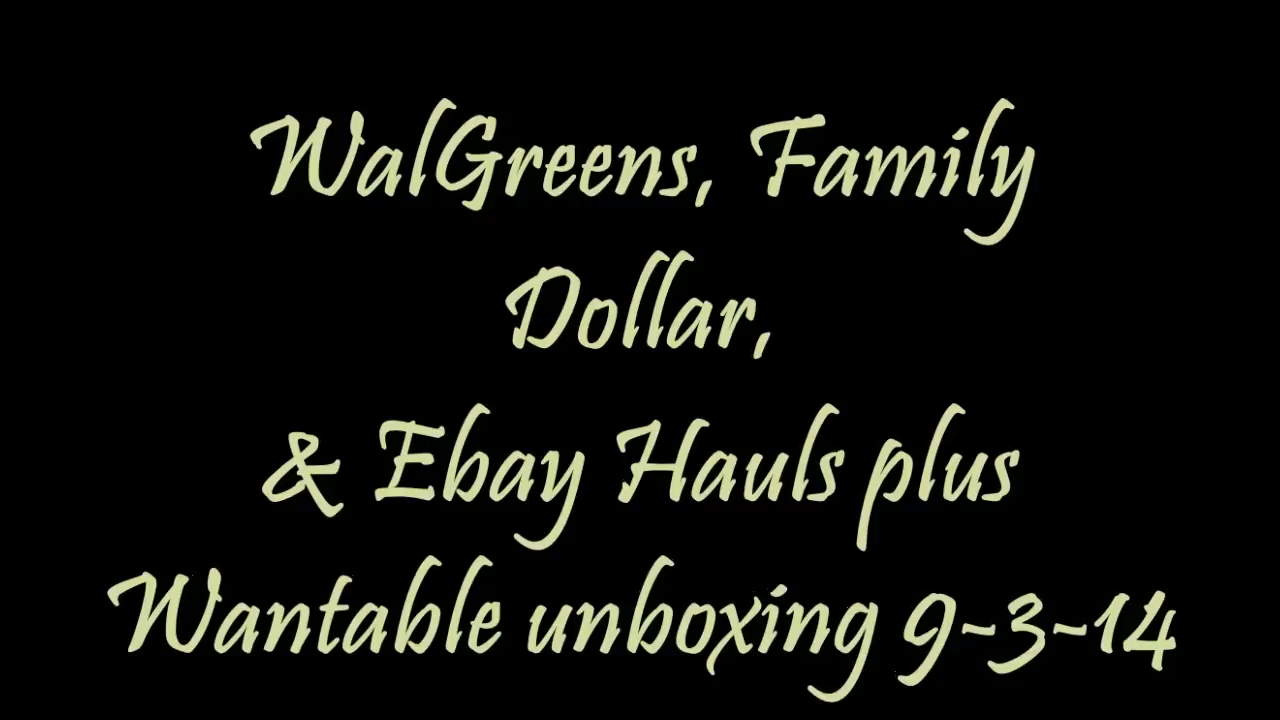 WalGreens, Family
Dollar,
& Ebay Hauls plus
Wantable unboxing 9-3-14